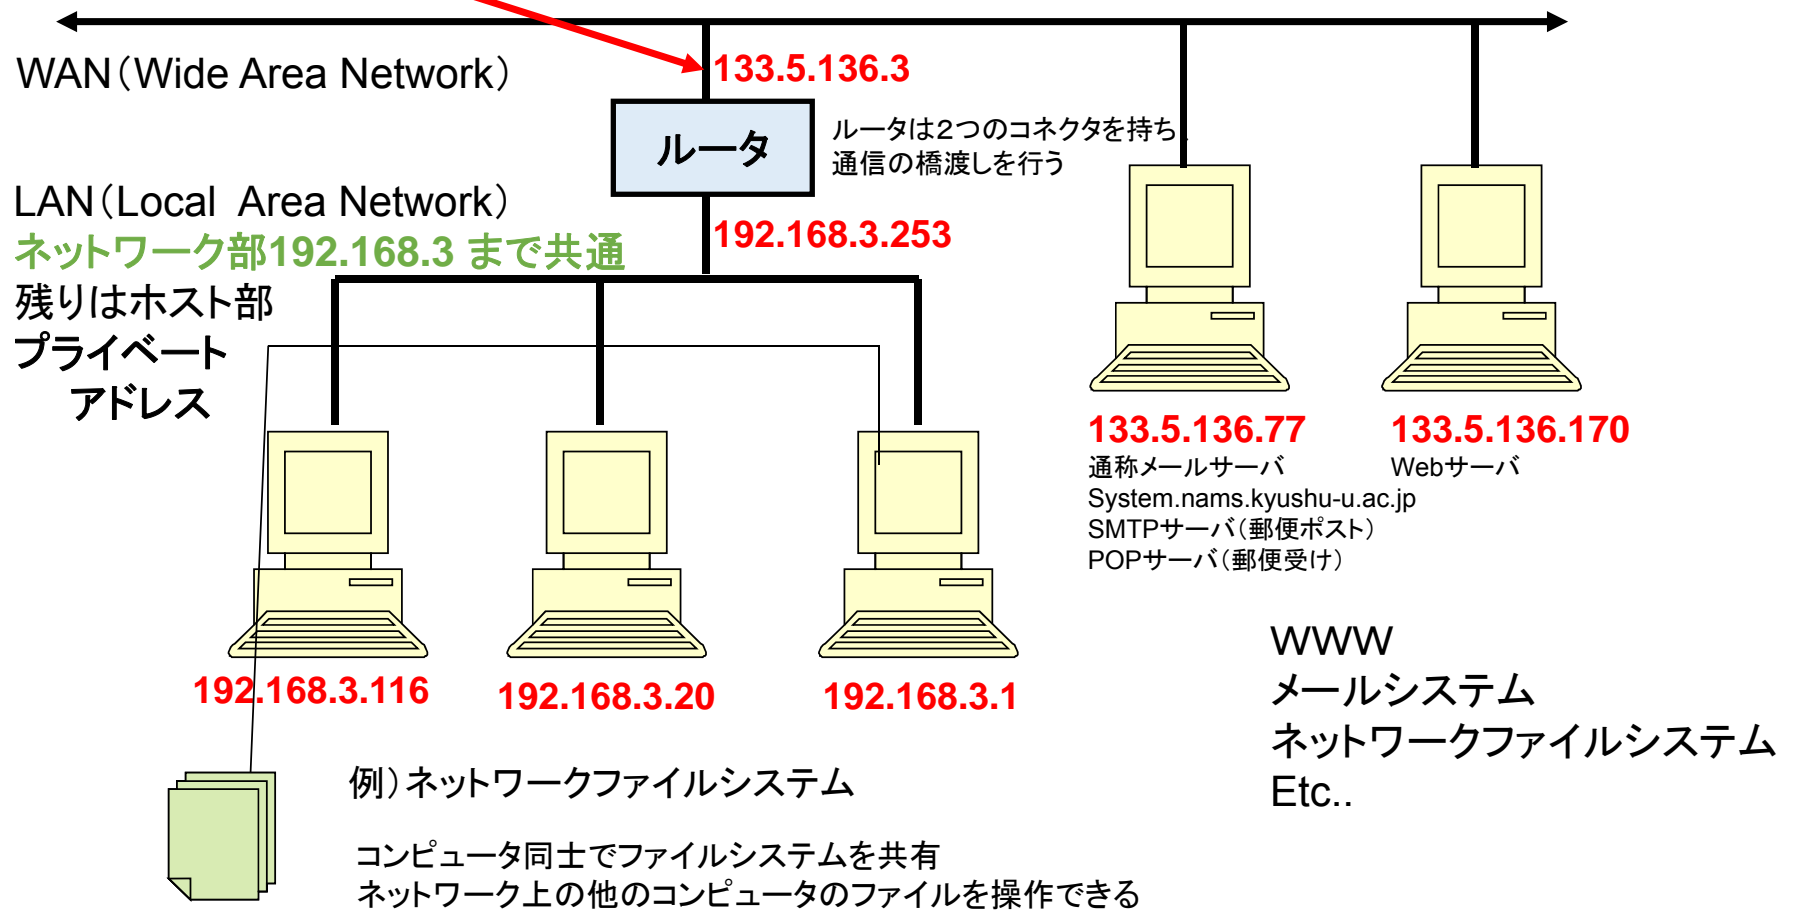 WAN（Wide Area Network）
133.5.136.3
ルータ
ルータは２つのコネクタを持ち、
通信の橋渡しを行う
LAN（Local Area Network）
ネットワーク部192.168.3 まで共通
残りはホスト部
プライベート
アドレス
192.168.3.253
133.5.136.77
通称メールサーバ
System.nams.kyushu-u.ac.jp
SMTPサーバ（郵便ポスト）
POPサーバ（郵便受け）
133.5.136.170
Webサーバ
192.168.3.116
192.168.3.20
192.168.3.1
WWW
メールシステム
ネットワークファイルシステム
Etc..
例）ネットワークファイルシステム
コンピュータ同士でファイルシステムを共有
ネットワーク上の他のコンピュータのファイルを操作できる